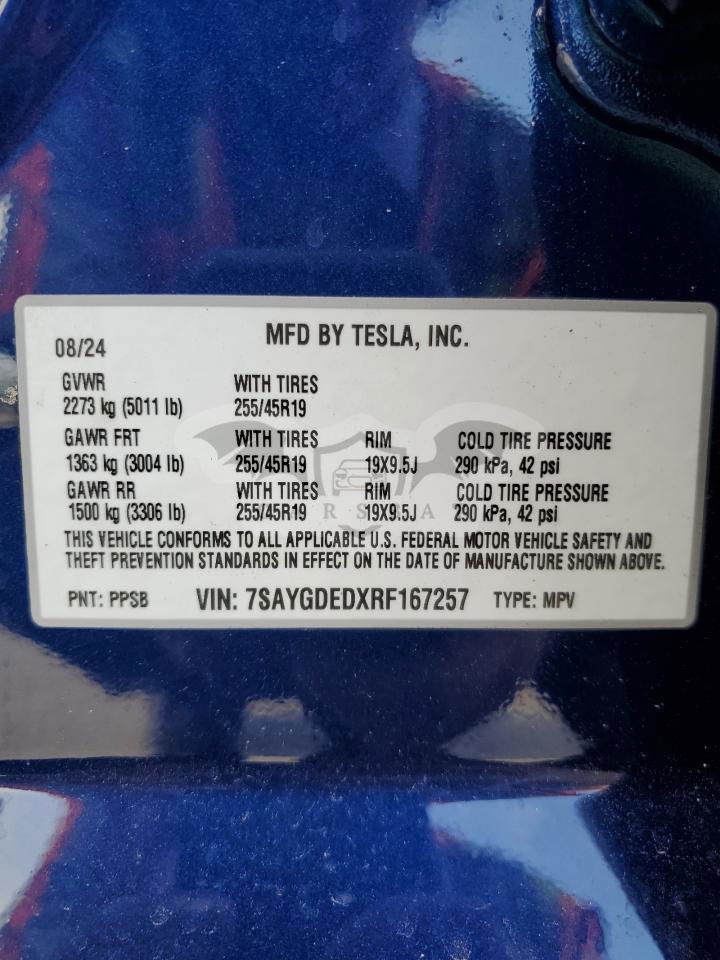 08/24 MFD BY TESLA, INC.
GVWR WITH TIRES
2273 kg (5011 lb) 255/45R19
GAWR FRT WITH TIRES RIM COLD TIRE PRESSURE
1363 kg (3004 lb) 255/45R19 19X9.5J 290 kPa, 42 psi
GAWR RR WITH TIRES RIM COLD TIRE PRESSURE
1500 kg (3306 lb) 255/45R19 19X9.5J 290 kPa, 42 psi
THIS VEHICLE CONFORMS TO ALL APPLICABLE U.S. FEDERAL MOTOR VEHICLE SAFETY AND
THEFT PREVENTION STANDARDS IN EFFECT ON THE DATE OF MANUFACTURE SHOWN ABOVE.
PNT: PPSB VIN: 7SAYGDEDXRF167257 TYPE: MPV